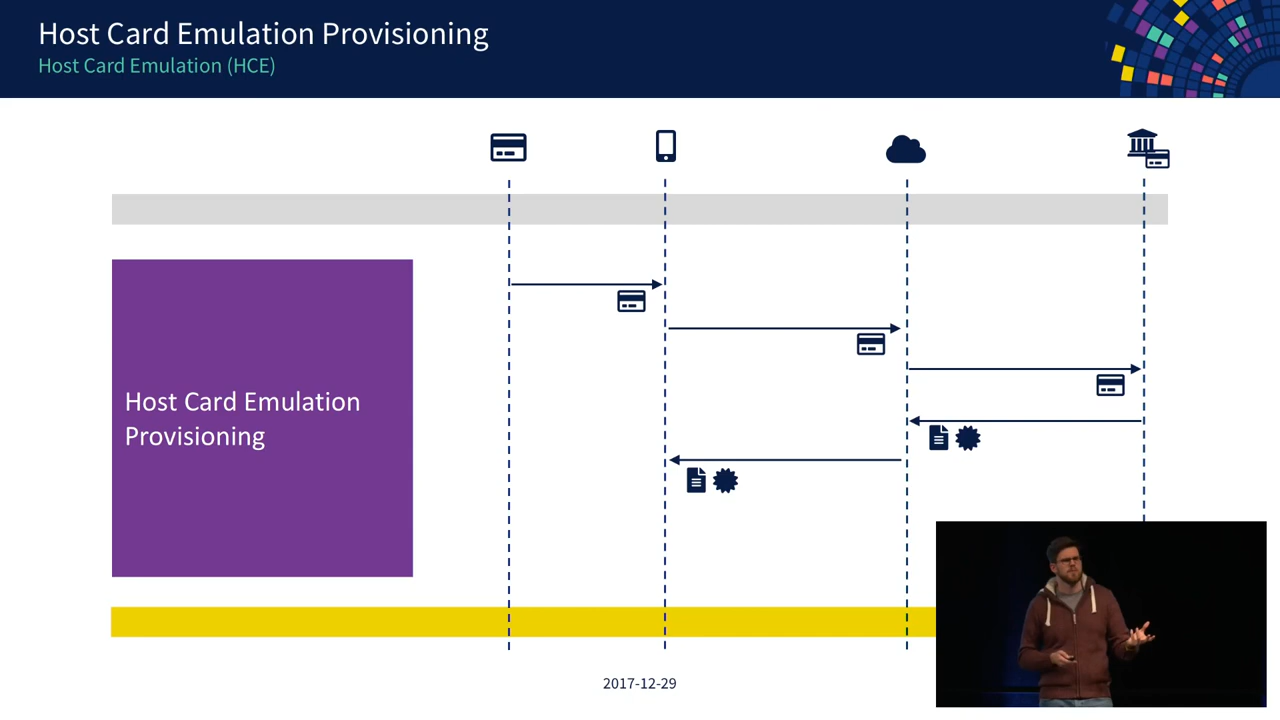 Host Card Emulation Provisioning
Host Card Emulation (HCE)
Host Card Emulation
Provisioning
2017-12-29